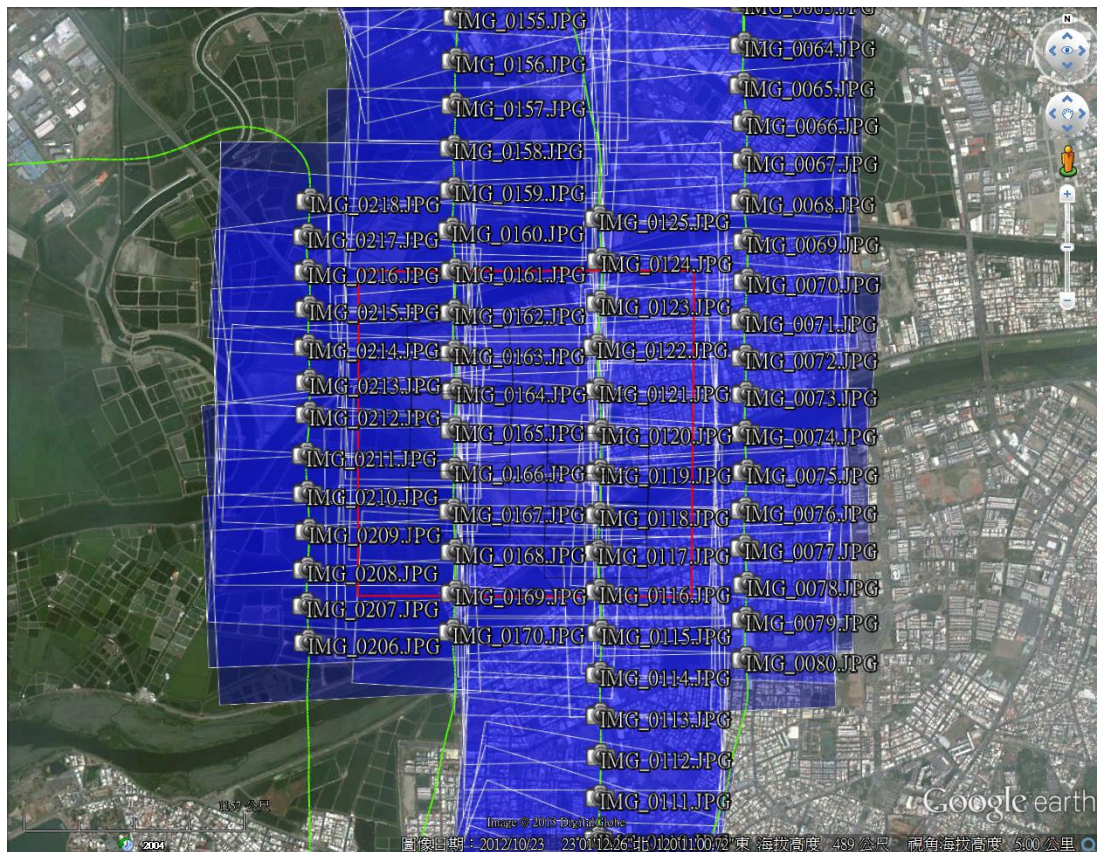 IMG_0155.JPG
IMG_0156.JPG
IMG_0157.JPG
IMG_0158.JPG
IMG_0159.JPG
IMG_0160.JPG
IMG_0161.JPG
IMG_0162.JPG
IMG_0163.JPG
IMG_0164.JPG
IMG_0165.JPG
IMG_0166.JPG
IMG_0167.JPG
IMG_0168.JPG
IMG_0169.JPG
IMG_0170.JPG
IMG_0218.JPG
IMG_0217.JPG
IMG_0216.JPG
IMG_0215.JPG
IMG_0214.JPG
IMG_0213.JPG
IMG_0212.JPG
IMG_0211.JPG
IMG_0210.JPG
IMG_0209.JPG
IMG_0208.JPG
IMG_0207.JPG
IMG_0206.JPG
IMG_0125.JPG
IMG_0124.JPG
IMG_0123.JPG
IMG_0122.JPG
IMG_0121.JPG
IMG_0120.JPG
IMG_0119.JPG
IMG_0118.JPG
IMG_0117.JPG
IMG_0116.JPG
IMG_0115.JPG
IMG_0114.JPG
IMG_0113.JPG
IMG_0112.JPG
IMG_0111.JPG
IMG_0063.JPG
IMG_0064.JPG
IMG_0065.JPG
IMG_0066.JPG
IMG_0067.JPG
IMG_0068.JPG
IMG_0069.JPG
IMG_0070.JPG
IMG_0071.JPG
IMG_0072.JPG
IMG_0073.JPG
IMG_0074.JPG
IMG_0075.JPG
IMG_0076.JPG
IMG_0077.JPG
IMG_0078.JPG
IMG_0079.JPG
IMG_0080.JPG
N
1157 公尺
Image © 2013 DigitalGlobe
Google earth
2004
圖像日期：2012/10/23 23°01'12.26"北 東 海拔高度 489 公尺 視角海拔高度 5.00 公里